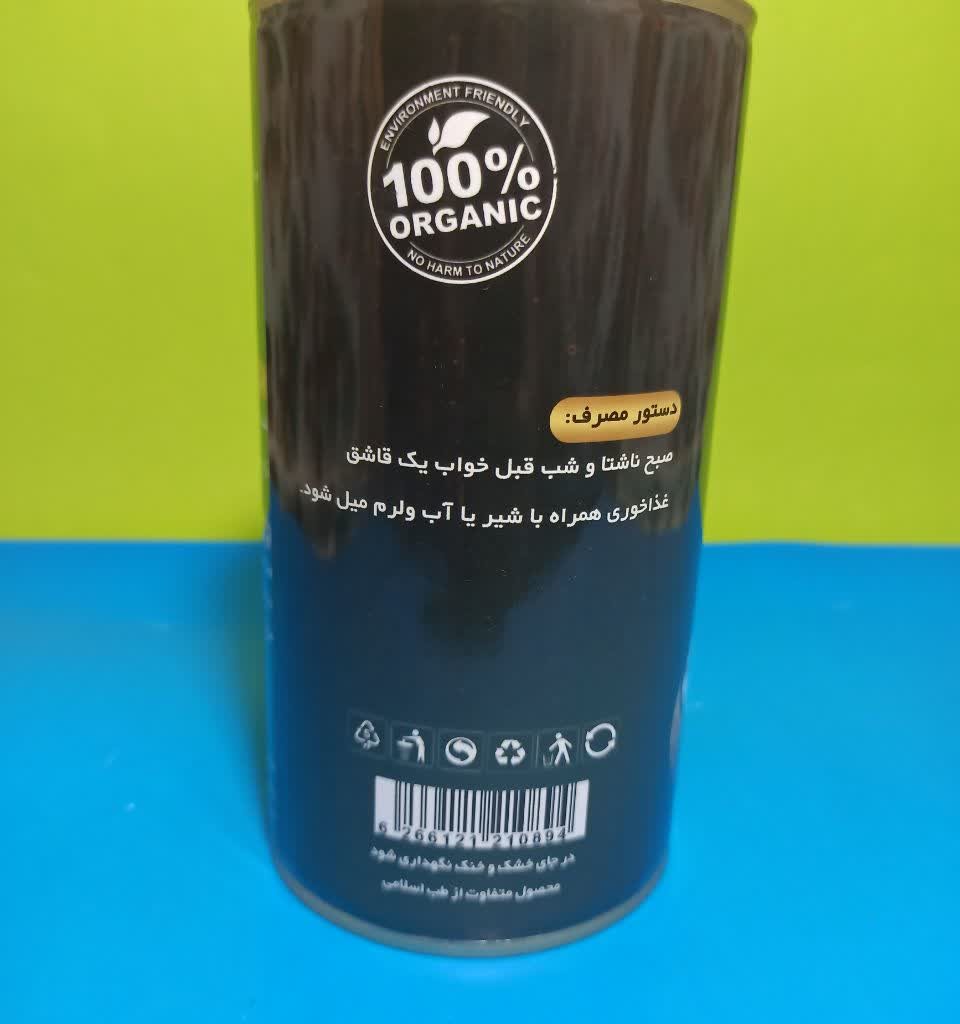 ENVIRONMENT FRIENDLY
100%
ORGANIC
NO HARM TO NATURE
دستور مصرف:
صبح ناشتا و شب قبل خواب یک قاشق
غذاخوری همراه با شیر یا آب ولرم میل شود.
6 266121 210894
در جای خشک و خنک نگهداری شود
محصول متفاوت از طب اسلامی